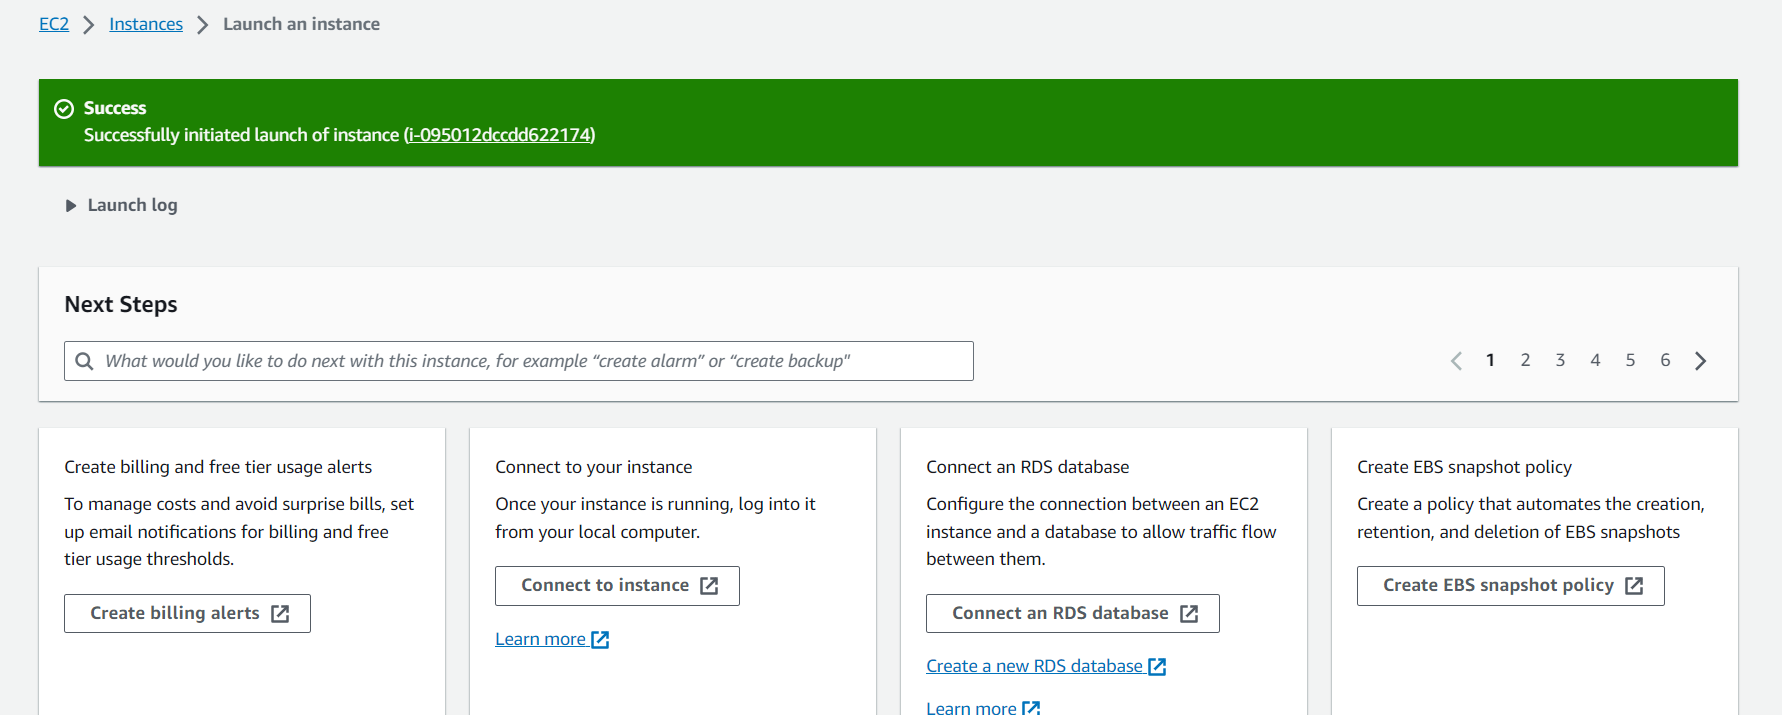 EC2 Instances Launch an instance
Success
Successfully initiated launch of instance (i-095012dccdd622174)
Launch log
Next Steps
What would you like to do next with this instance, for example “create alarm” or “create backup"
1 2 3 4 5 6
Create billing and free tier usage alerts
To manage costs and avoid surprise bills, set
up email notifications for billing and free
tier usage thresholds.
Create billing alerts
Connect to your instance
Once your instance is running, log into it
from your local computer.
Connect to instance
Learn more
Connect an RDS database
Configure the connection between an EC2
instance and a database to allow traffic flow
between them.
Connect an RDS database
Create a new RDS database
Learn more
Create EBS snapshot policy
Create a policy that automates the creation,
retention, and deletion of EBS snapshots
Create EBS snapshot policy